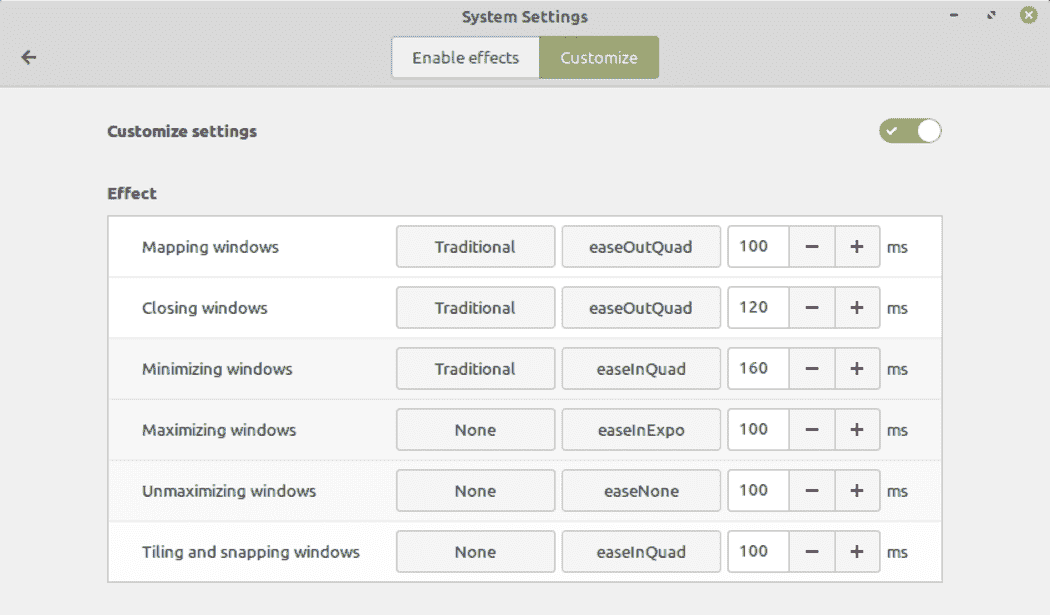 System Settings
Enable effects Customize
Customize settings
Effect
Mapping windows Traditional easeOutQuad 100 − + ms
Closing windows Traditional easeOutQuad 120 − + ms
Minimizing windows Traditional easeInQuad 160 − + ms
Maximizing windows None easeInExpo 100 − + ms
Unmaximizing windows None easeNone 100 − + ms
Tiling and snapping windows None easeInQuad 100 − + ms